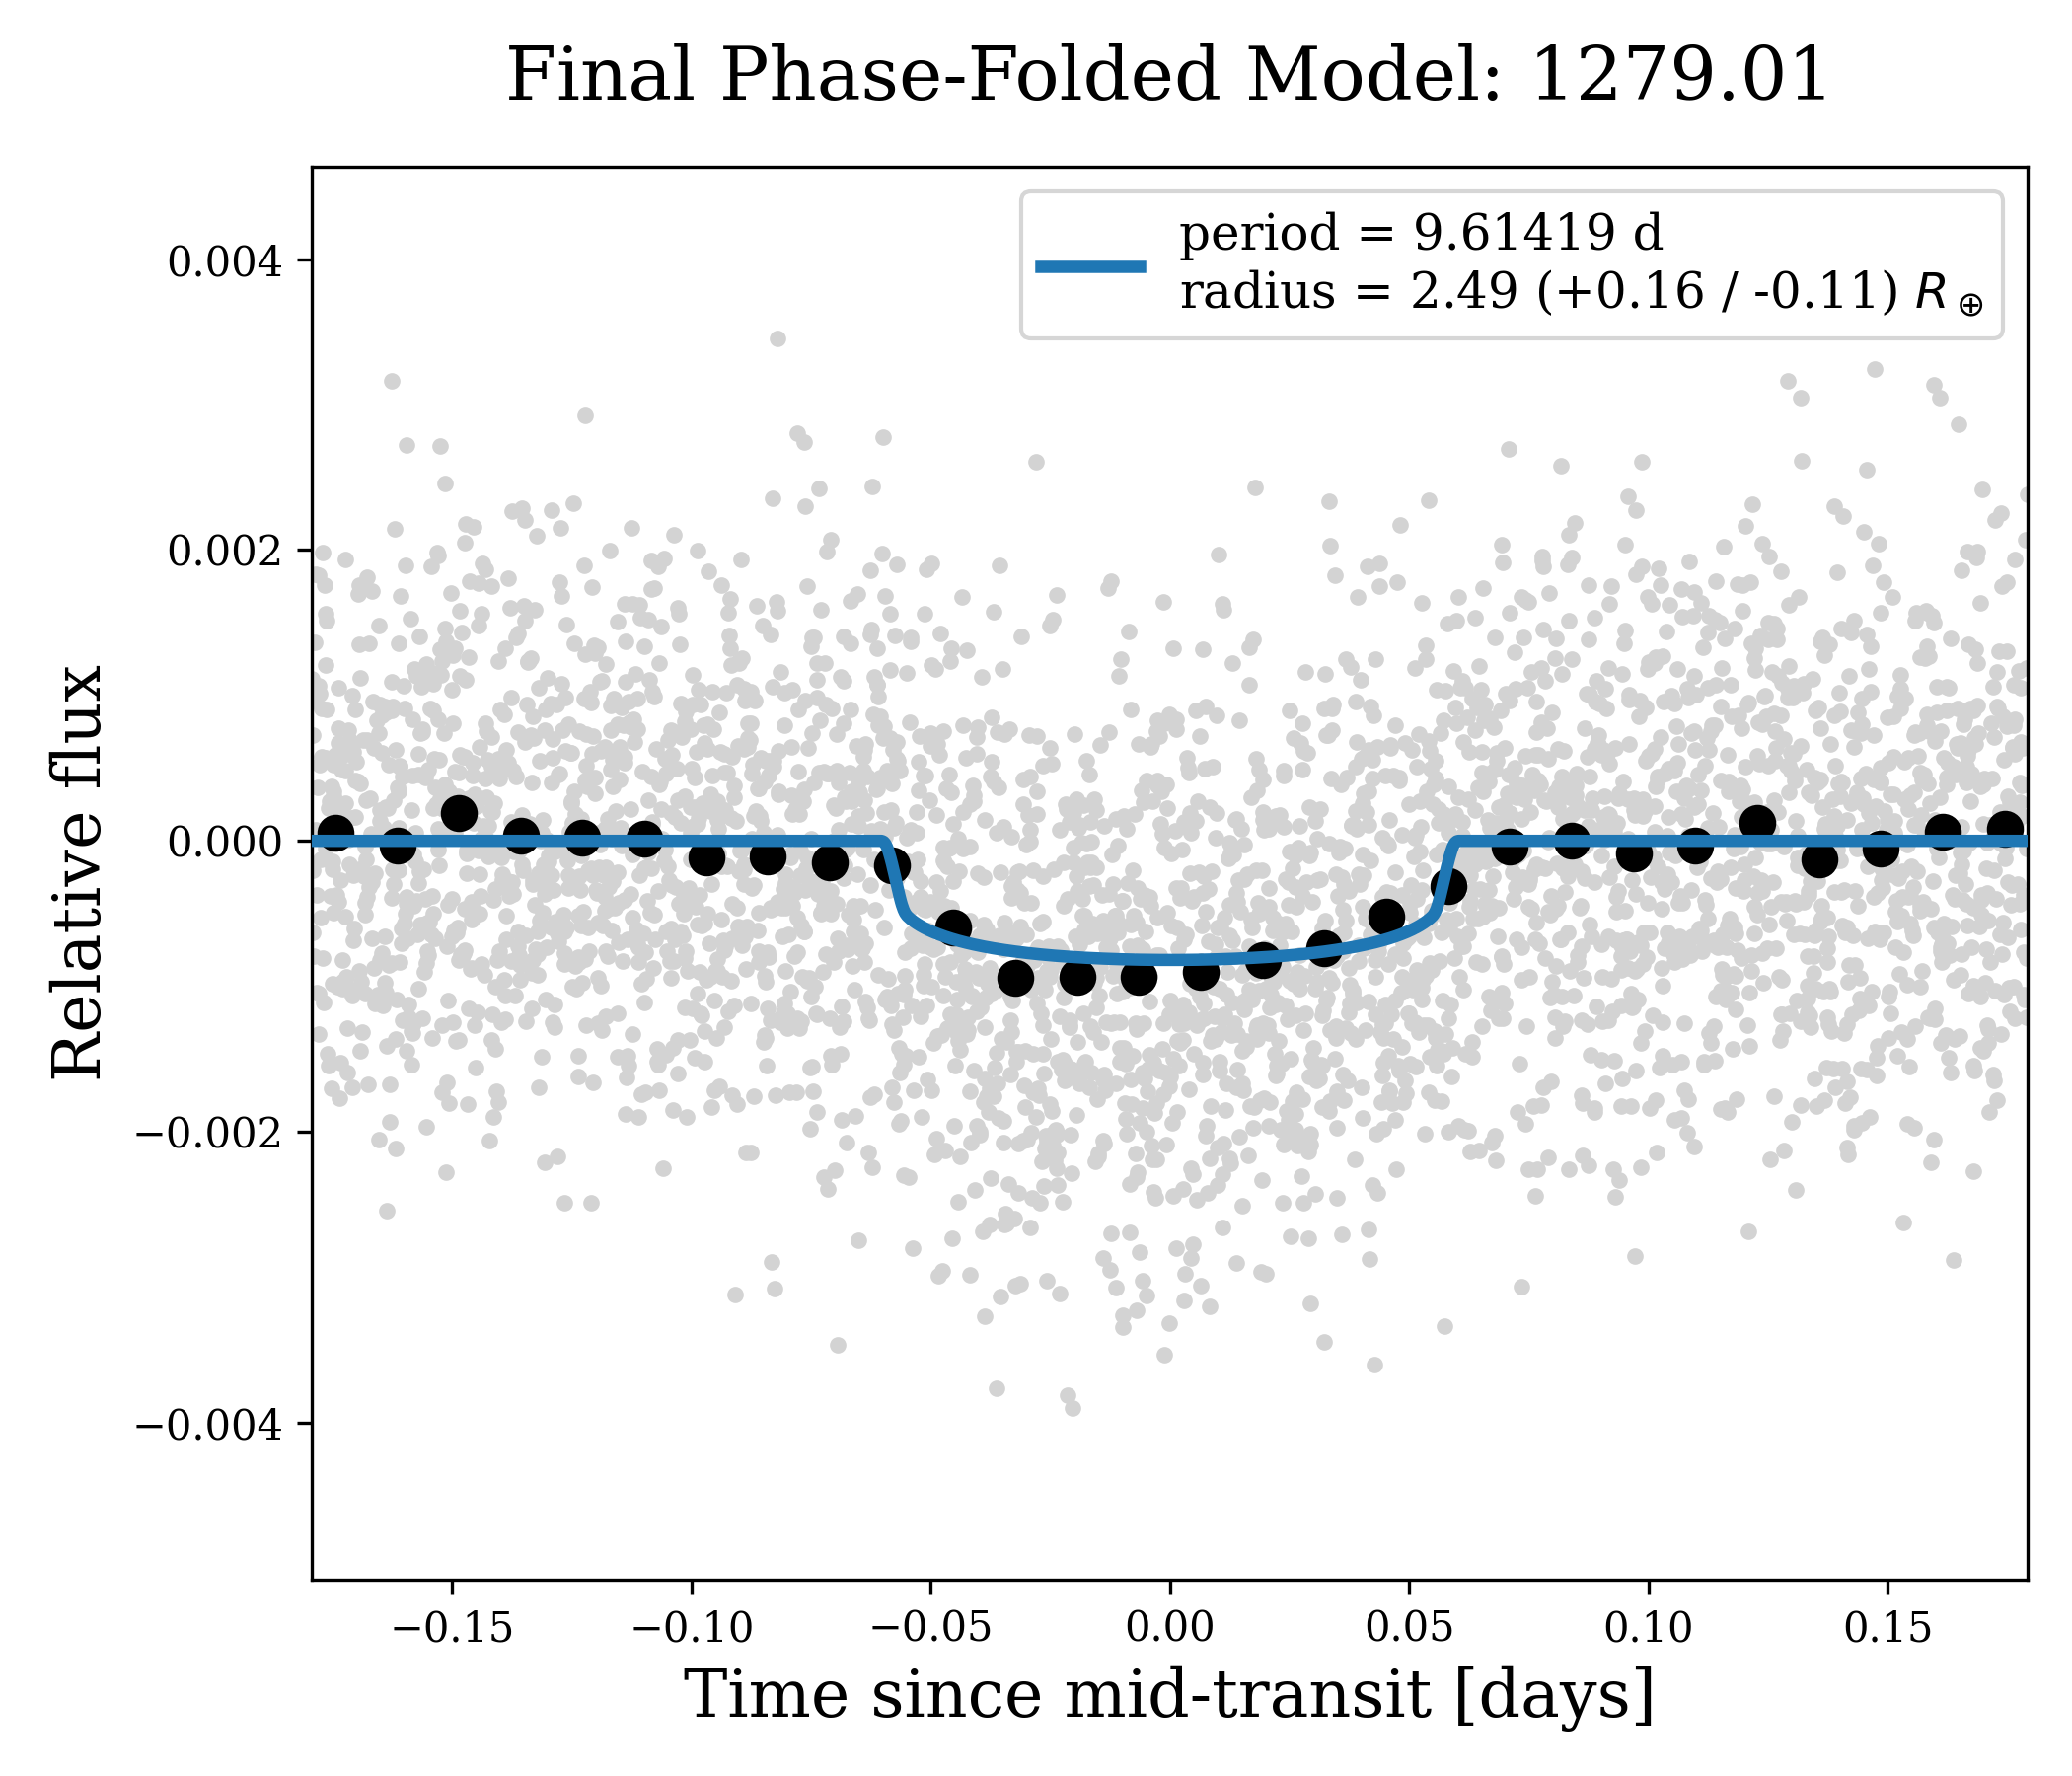 Final Phase-Folded Model: 1279.01
period = 9.61419 d
radius = 2.49 (+0.16 / -0.11) R⊕
Relative flux
0.004
0.002
0.000
−0.002
−0.004
−0.15 −0.10 −0.05 0.00 0.05 0.10 0.15
Time since mid-transit [days]